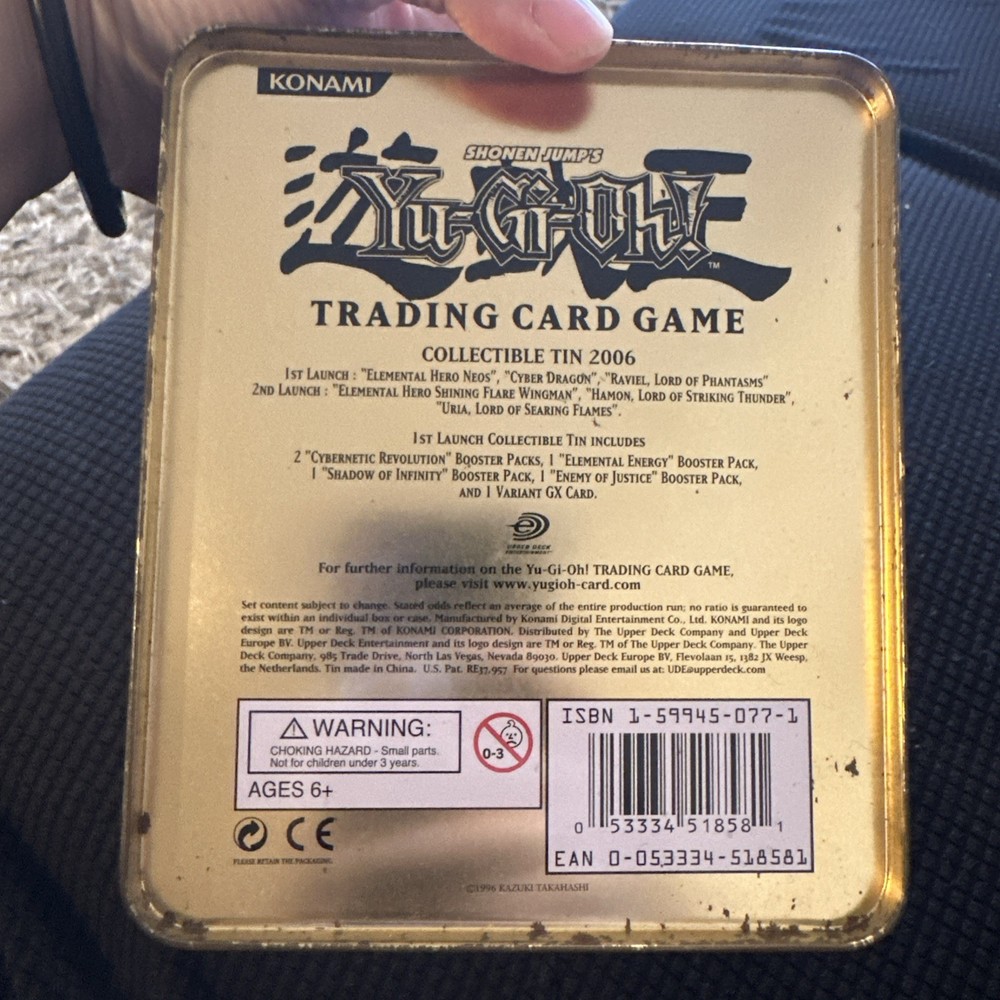 KONAMI
SHONEN JUMP'S
遊戯王
Yu-Gi-Oh!
TM
TRADING CARD GAME
COLLECTIBLE TIN 2006
1ST LAUNCH : "ELEMENTAL HERO NEOS", "CYBER DRAGON", "RAVIEL, LORD OF PHANTASMS"
2ND LAUNCH : "ELEMENTAL HERO SHINING FLARE WINGMAN", "HAMON, LORD OF STRIKING THUNDER",
"URIA, LORD OF SEARING FLAMES".
1ST LAUNCH COLLECTIBLE TIN INCLUDES
2 "CYBERNETIC REVOLUTION" BOOSTER PACKS, 1 "ELEMENTAL ENERGY" BOOSTER PACK,
1 "SHADOW OF INFINITY" BOOSTER PACK, 1 "ENEMY OF JUSTICE" BOOSTER PACK,
AND 1 VARIANT GX CARD.
UPPER DECK
ENTERTAINMENT
For further information on the Yu-Gi-Oh! TRADING CARD GAME,
please visit www.yugioh-card.com
Set content subject to change. Stated odds reflect an average of the entire production run; no ratio is guaranteed to
exist within an individual box or case. Manufactured by Konami Digital Entertainment Co., Ltd. KONAMI and its logo
design are TM or Reg. TM of KONAMI CORPORATION. Distributed by The Upper Deck Company and Upper Deck
Europe BV. Upper Deck Entertainment and its logo design are TM or Reg. TM of The Upper Deck Company. The Upper
Deck Company, 985 Trade Drive, North Las Vegas, Nevada 89030. Upper Deck Europe BV, Flevolaan 15, 1382 JX Weesp,
the Netherlands. Tin made in China. U.S. Pat. RE37,957 For questions please email us at: UDE@upperdeck.com
WARNING:
CHOKING HAZARD - Small parts.
Not for children under 3 years.
0-3
AGES 6+
CE
PLEASE RETAIN THE PACKAGING.
ISBN 1-59945-077-1
0 53334 51858 1
EAN 0-053334-518581
©1996 KAZUKI TAKAHASHI